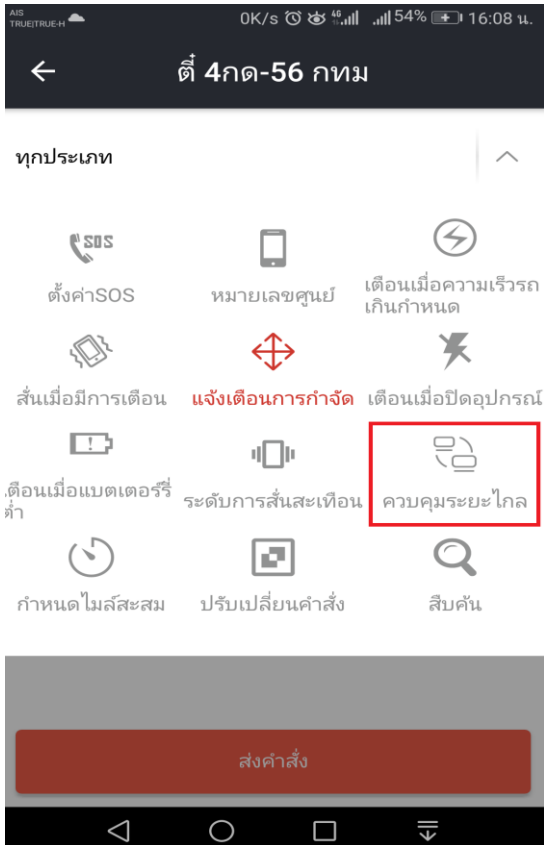 AIS
TRUE|TRUE-H
0K/s 4G 54% 16:08 น.
ตี๋ 4กด-56 กทม
ทุกประเภท
SOS
ตั้งค่าSOS
หมายเลขศูนย์
เตือนเมื่อความเร็วรถ
เกินกำหนด
สั่นเมื่อมีการเตือน
แจ้งเตือนการกำจัด
เตือนเมื่อปิดอุปกรณ์
เตือนเมื่อแบตเตอร์รี่
ต่ำ
ระดับการสั่นสะเทือน
ควบคุมระยะไกล
กำหนดไมล์สะสม
ปรับเปลี่ยนคำสั่ง
สืบค้น
ส่งคำสั่ง